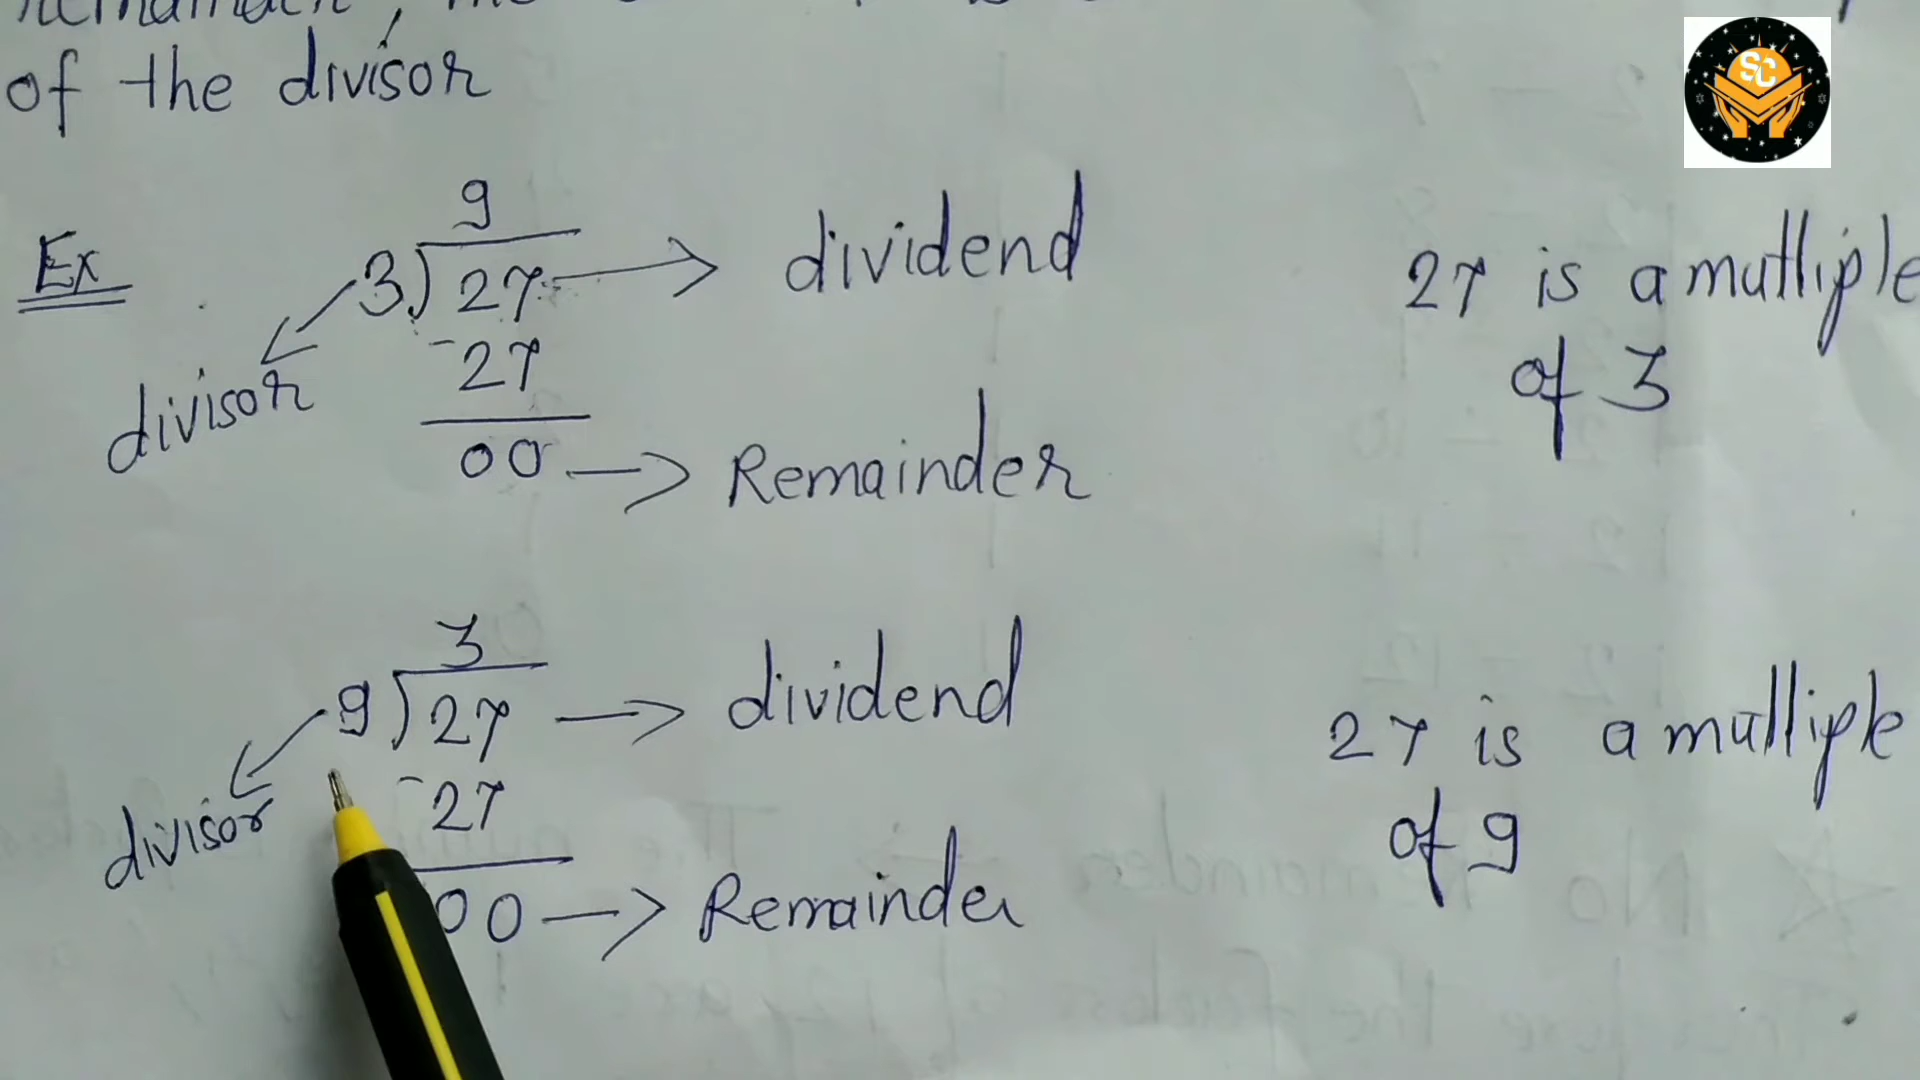 of the divisor
Ex
9
3) 27 → dividend
divisor
- 27
00 → Remainder
27 is a multiple
of 3
3
9) 27 → dividend
divisor
- 27
00 → Remainder
27 is a multiple
of 9
SC